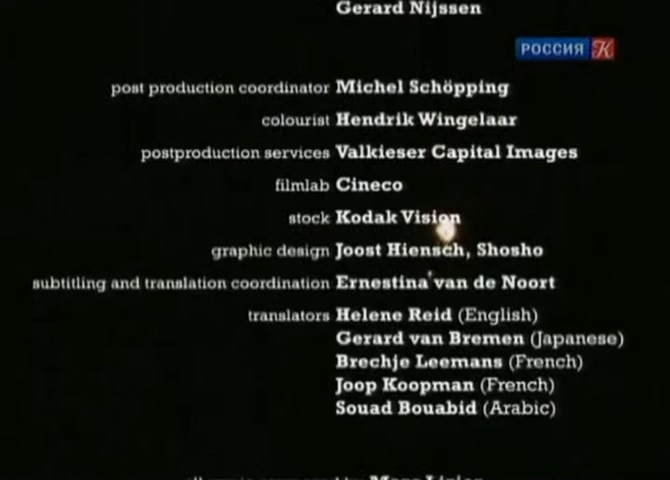 Gerard Nijssen
РОССИЯ К
post production coordinator Michel Schöpping
colourist Hendrik Wingelaar
postproduction services Valkieser Capital Images
filmlab Cineco
stock Kodak Vision
graphic design Joost Hiensch, Shosho
subtitling and translation coordination Ernestina van de Noort
translators Helene Reid (English)
Gerard van Bremen (Japanese)
Brechje Leemans (French)
Joop Koopman (French)
Souad Bouabid (Arabic)